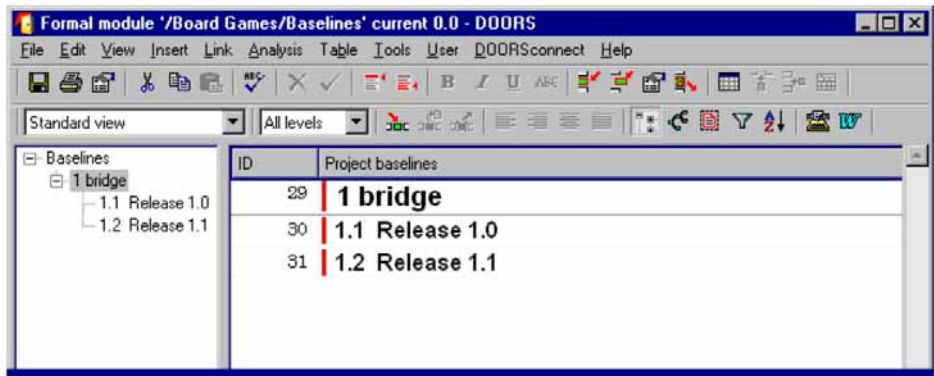 Formal module '/Board Games/Baselines' current 0.0 - DOORS
File Edit View Insert Link Analysis Table Tools User DOORSconnect Help
ABC B I U ABC
Standard view All levels A Z W
Baselines
1 bridge
1.1 Release 1.0
1.2 Release 1.1
ID Project baselines
29 1 bridge
30 1.1 Release 1.0
31 1.2 Release 1.1